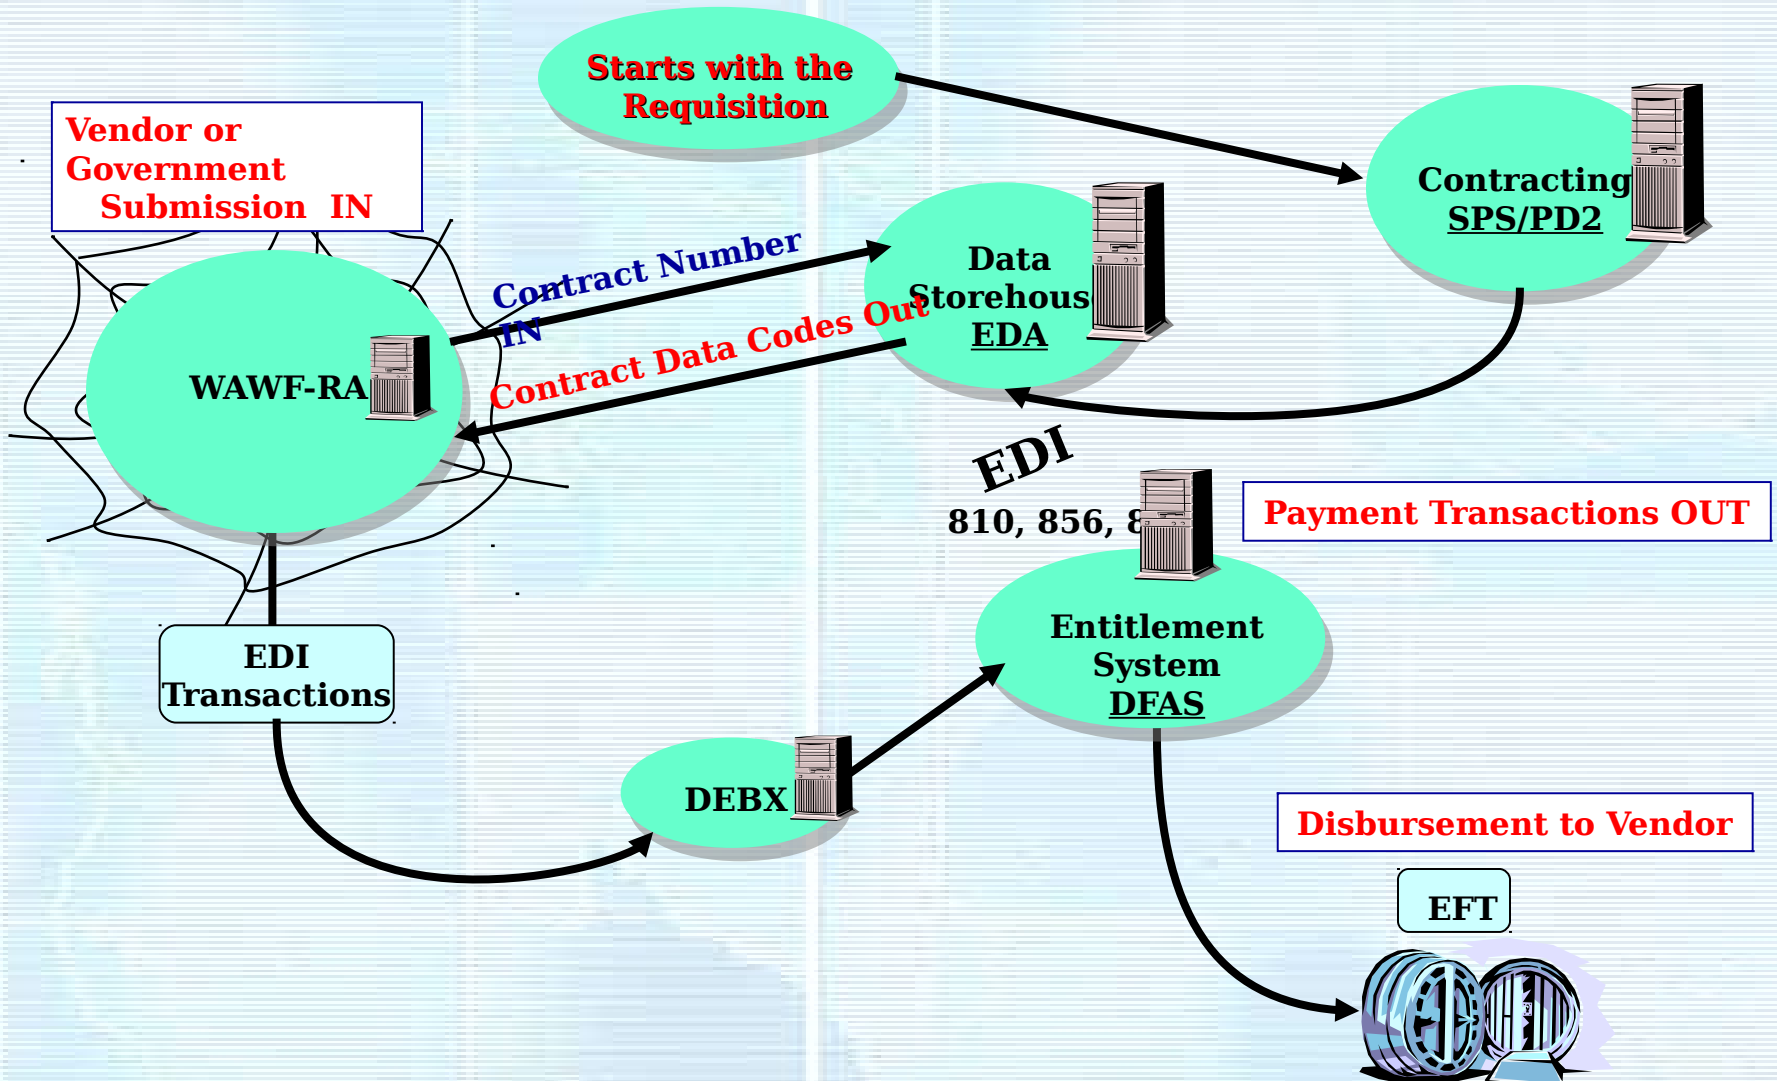 Starts with the
Requisition
Vendor or
Government
Submission IN
Contracting
SPS/PD2
Contract Number
IN
Data
EDA
Contract Data Codes Out
WAWF-RA
EDI
810, 856,
Payment Transactions OUT
Entitlement
System
DFAS
EDI
Transactions
DEBX
Disbursement to Vendor
EFT